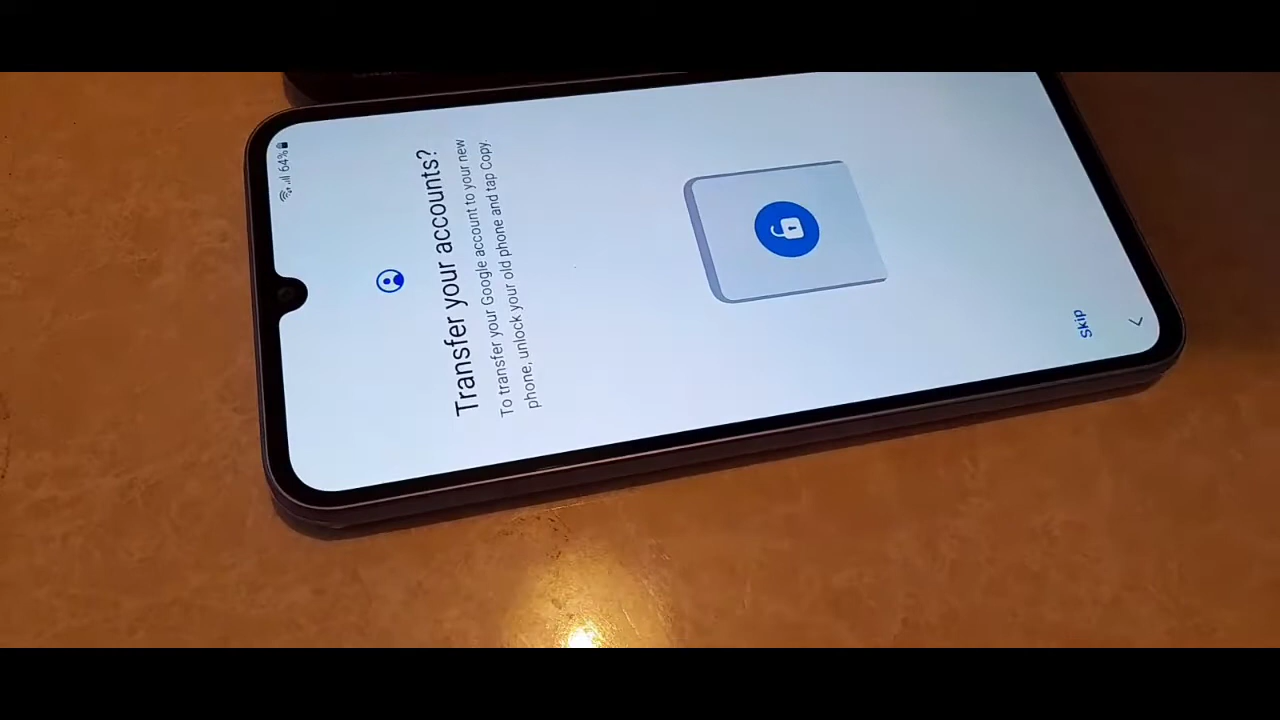 64%
Transfer your accounts?
To transfer your Google account to your new
phone, unlock your old phone and tap Copy.
Skip